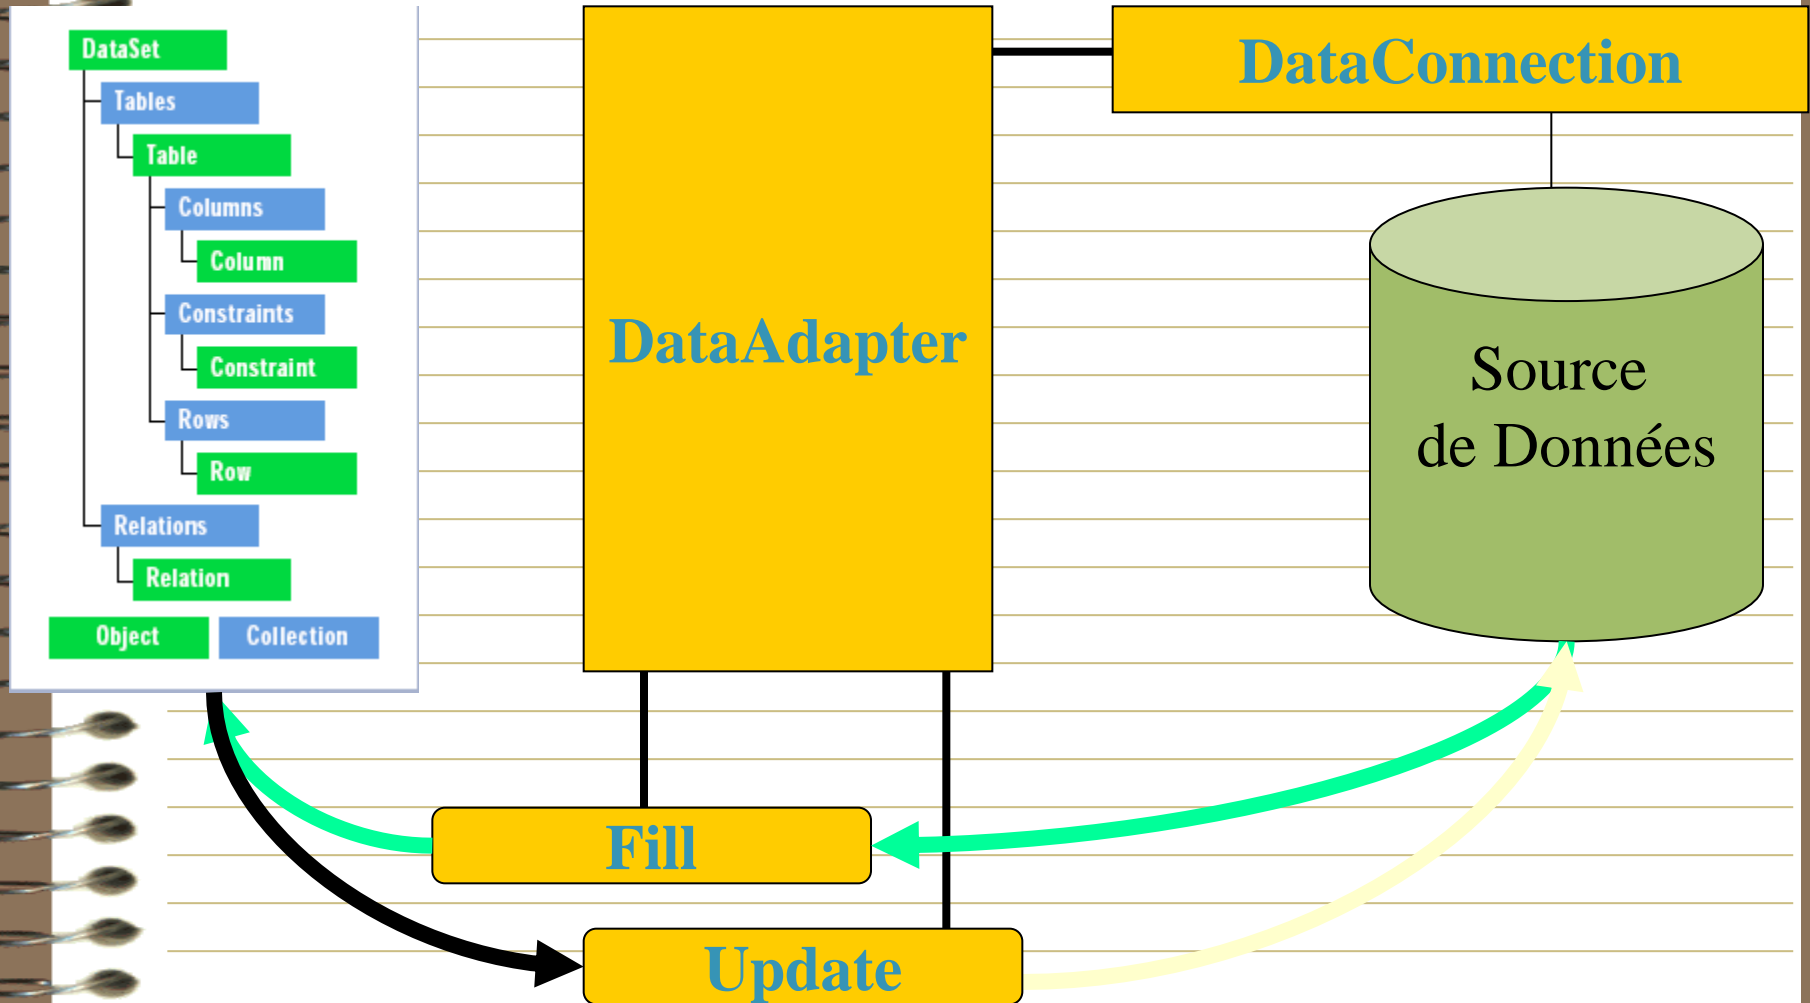 DataSet
Tables
Table
Columns
Column
Constraints
Constraint
Rows
Row
Relations
Relation
Object
Collection
DataAdapter
DataConnection
Source
de Données
Fill
Update